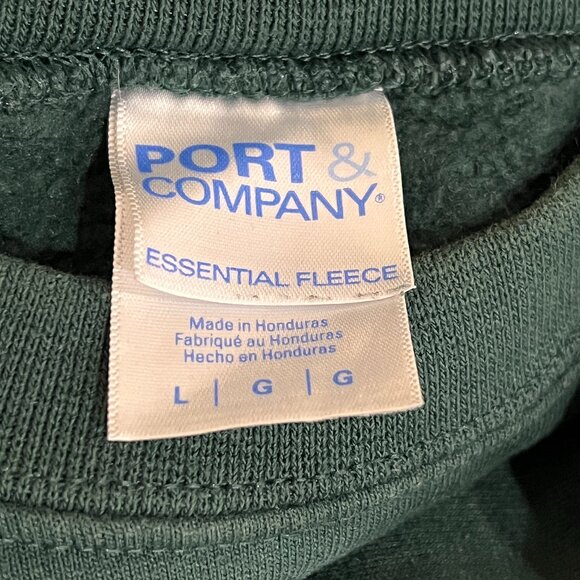 PORT &
COMPANY®
ESSENTIAL FLEECE
Made in Honduras
Fabriqué au Honduras
Hecho en Honduras
L | G | G